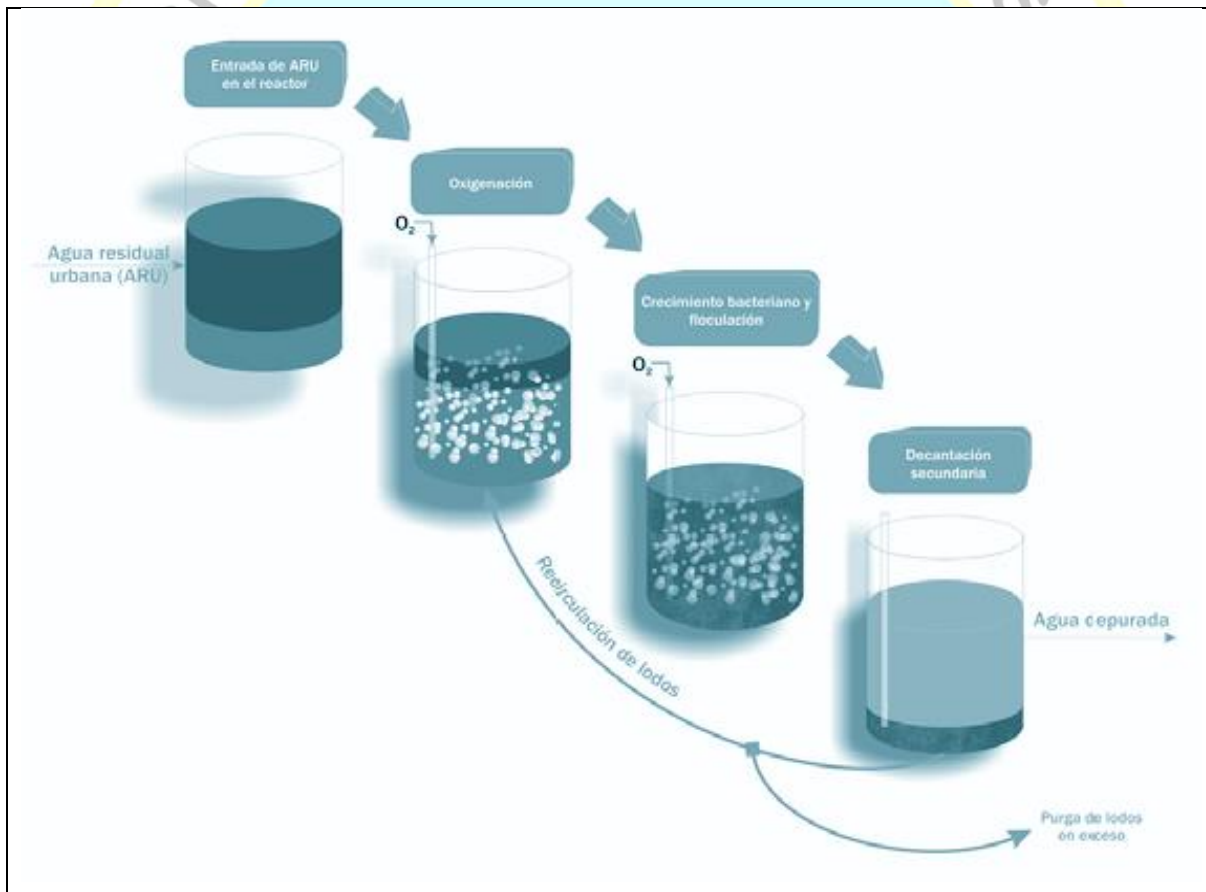 Entrada de ARU
en el reactor
Oxigenación
O₂
Agua residual
urbana (ARU)
Crecimiento bacteriano y
floculación
O₂
Decantación
secundaria
Recirculación de lodos
Agua depurada
Purga de lodos
en exceso